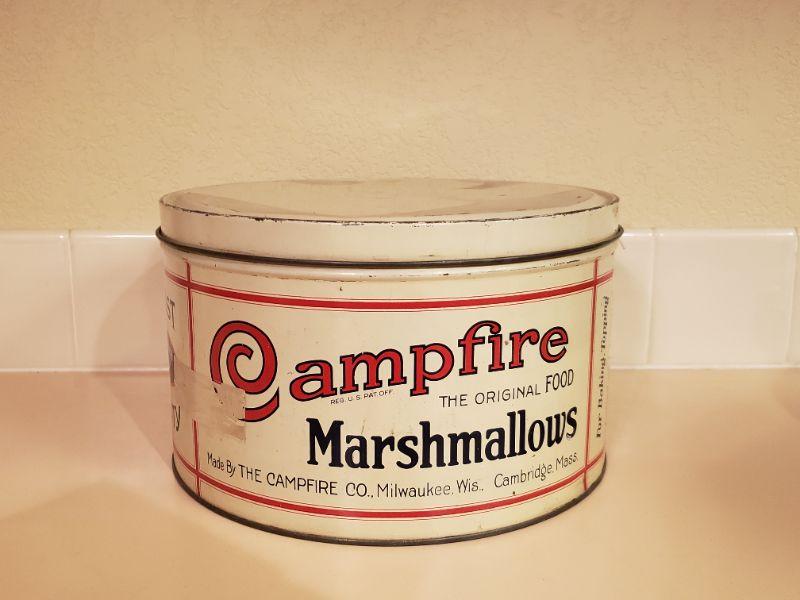 Campfire
REG. U.S. PAT. OFF.
THE ORIGINAL FOOD
Marshmallows
Made By THE CAMPFIRE CO., Milwaukee, Wis., Cambridge, Mass.
For Baking, Topping